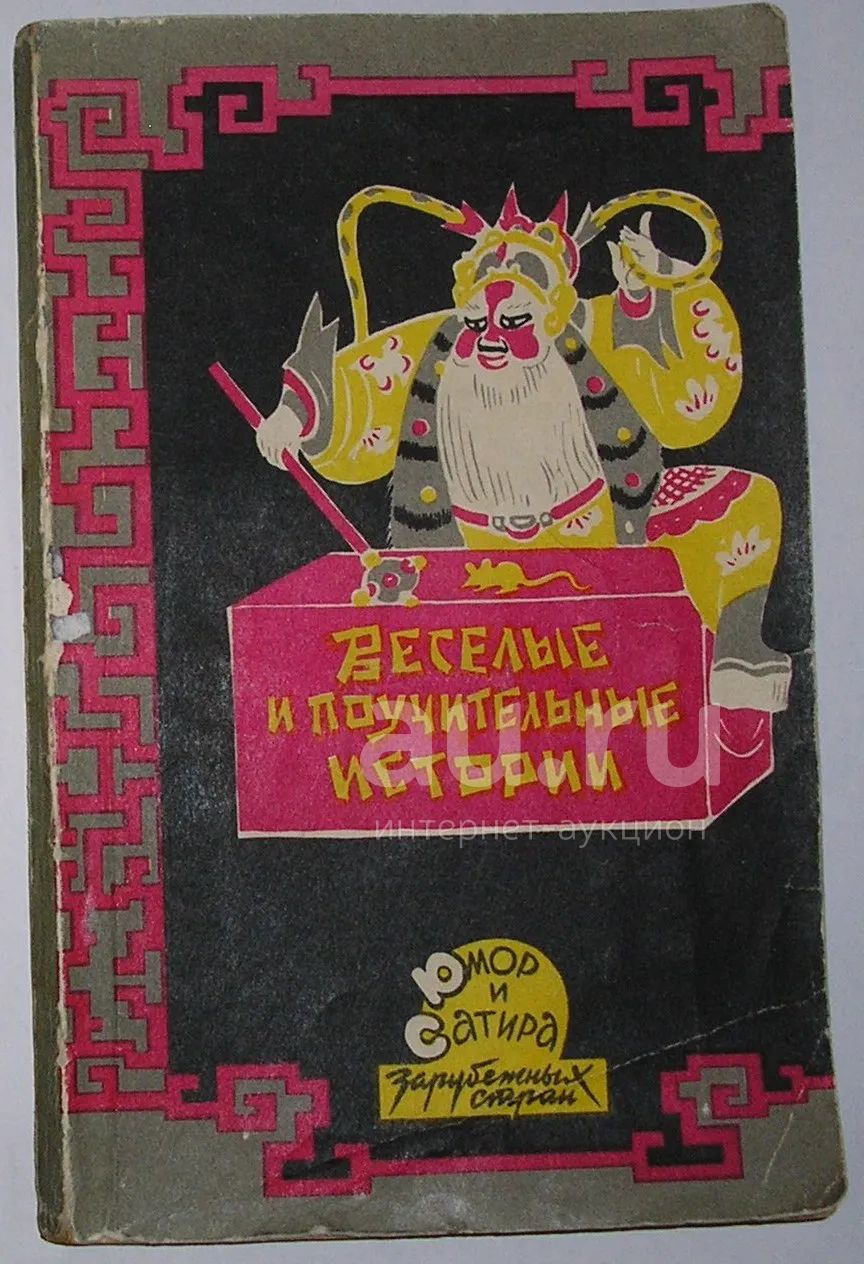 Веселые
и поучительные
истории
au.ru
интернет-аукцион
Юмор
и
Сатира
зарубежных
стран